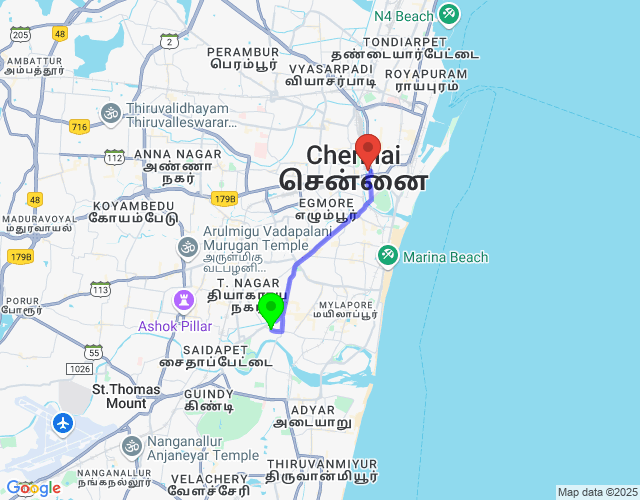 N4 Beach
205
48
2
TONDIARPET
தண்டையார்பேட்டை
PERAMBUR
பெரம்பூர்
AMBATTUR
அம்பத்தூர்
VYASARPADI
வியாசர்பாடி
ROYAPURAM
ராயபுரம்
Thiruvalidhayam
Thiruvalleswarar...
716
Chennai
சென்னை
112
ANNA NAGAR
அண்ணா
நகர்
48
179B
EGMORE
எழும்பூர்
KOYAMBEDU
கோயம்பேடு
MADURAVOYAL
மதுரவாயல்
Arulmigu Vadapalani
Murugan Temple
அருள்மிகு
வடபழனி...
179B
Marina Beach
T. NAGAR
தியாகராய
நகர்
113
PORUR
போரூர்
Ashok Pillar
MYLAPORE
மயிலாப்பூர்
SAIDAPET
சைதாப்பேட்டை
55
1026
St.Thomas
Mount
GUINDY
கிண்டி
ADYAR
அடையாறு
Nanganallur
Anjaneyar Temple
NANGANALLUR
நங்கநல்லூர்
VELACHERY
வேளச்சேரி
THIRUVANMIYUR
திருவான்மியூர்
Google
Map data ©2025